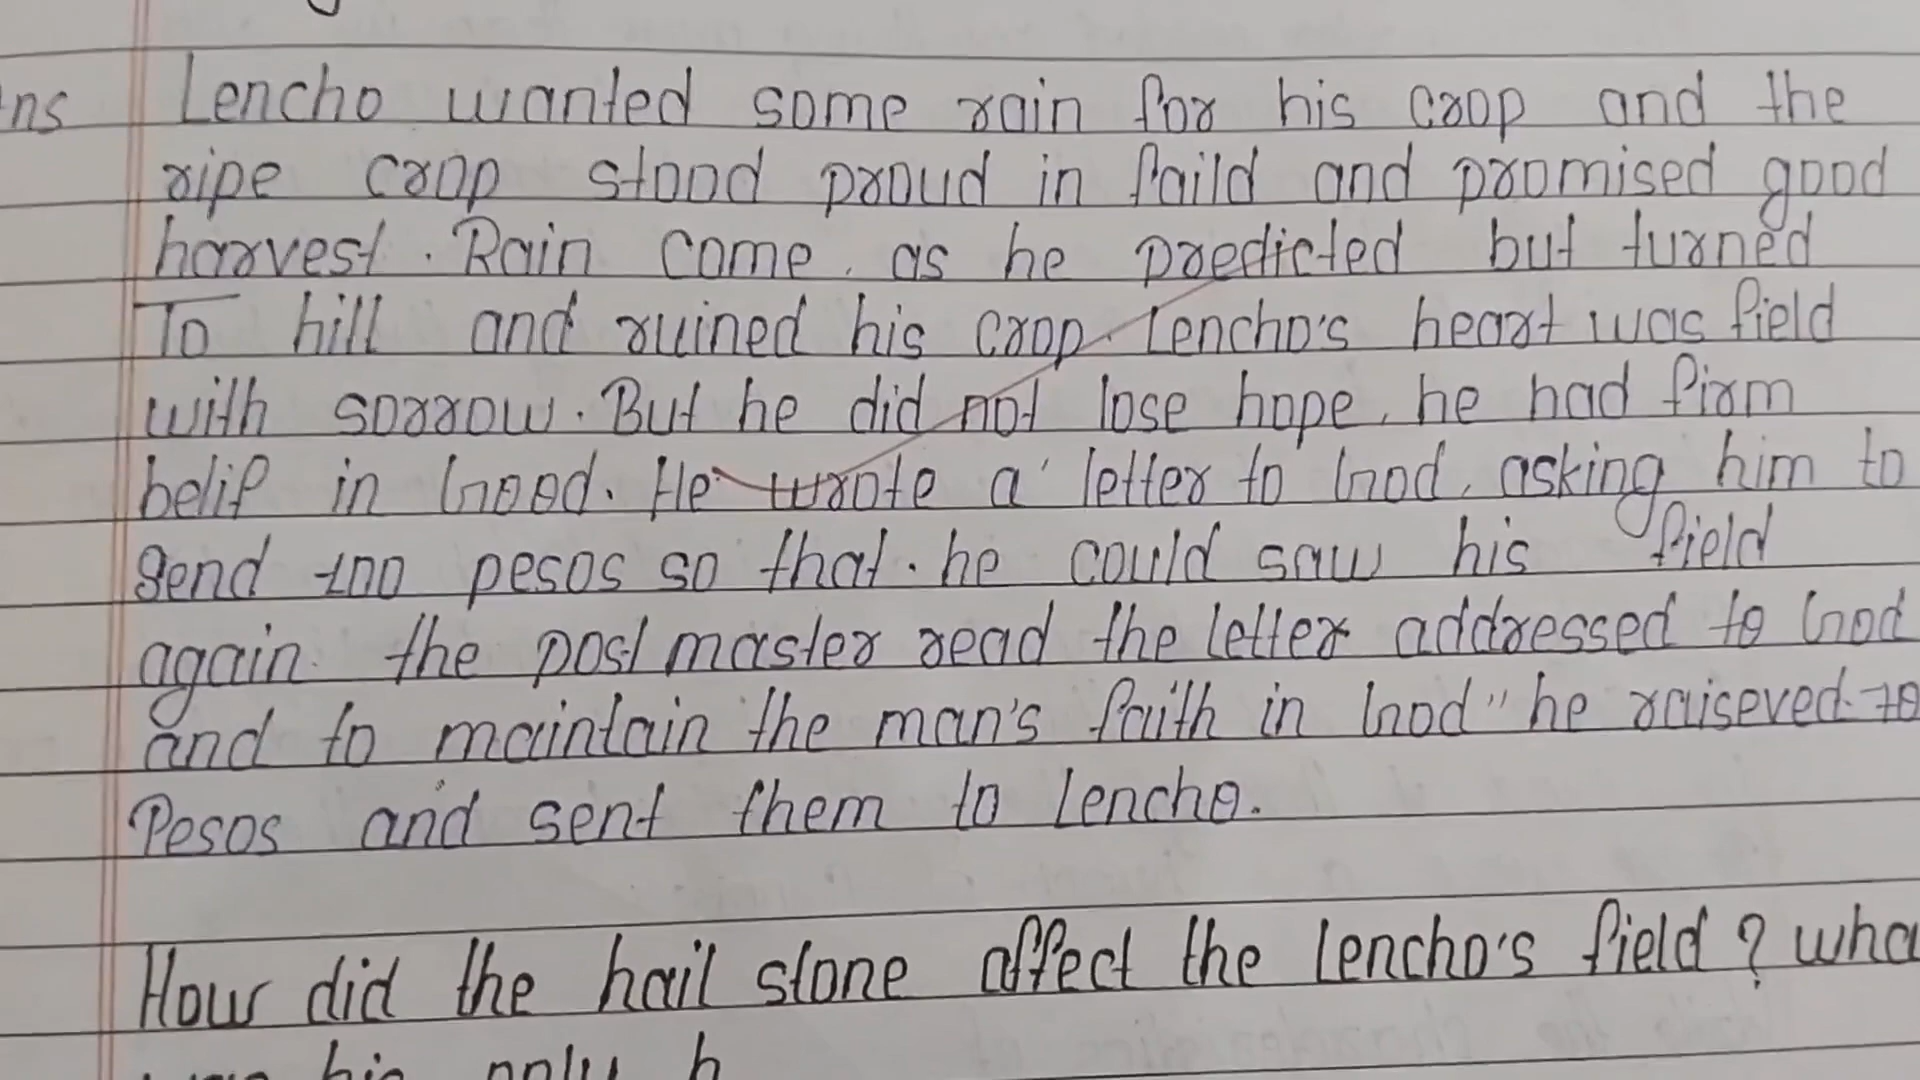 Ans Lencho wanted some rain for his crop and the
ripe crop stood proud in faild and promised good
harvest. Rain come, as he predicted but turned
To hill and ruined his crop. Lencho's heart was field
with sorrow. But he did not lose hope, he had firm
belif in Good. He wrote a letter to God, asking him to
Send 100 pesos so that. he could saw his field
again. the post master read the letter addressed to God
and to maintain the man's faith in God" he raiseved 70
Pesos and sent them to Lencho.
How did the hail stone affect the Lencho's field? wha
his only h